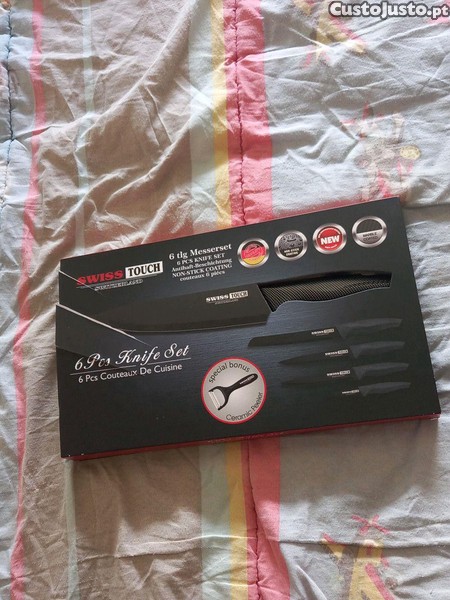 CustoJusto.pt
SWISS TOUCH
SWITZERLAND
6 tlg Messerset
6 PCS KNIFE SET
Antihaft-Beschichtung
NON-STICK COATING
couteaux 6 pièces
NEW
SWISS TOUCH
6 Pcs Knife Set
6 Pcs Couteaux De Cuisine
special bonus
Ceramic Peeler